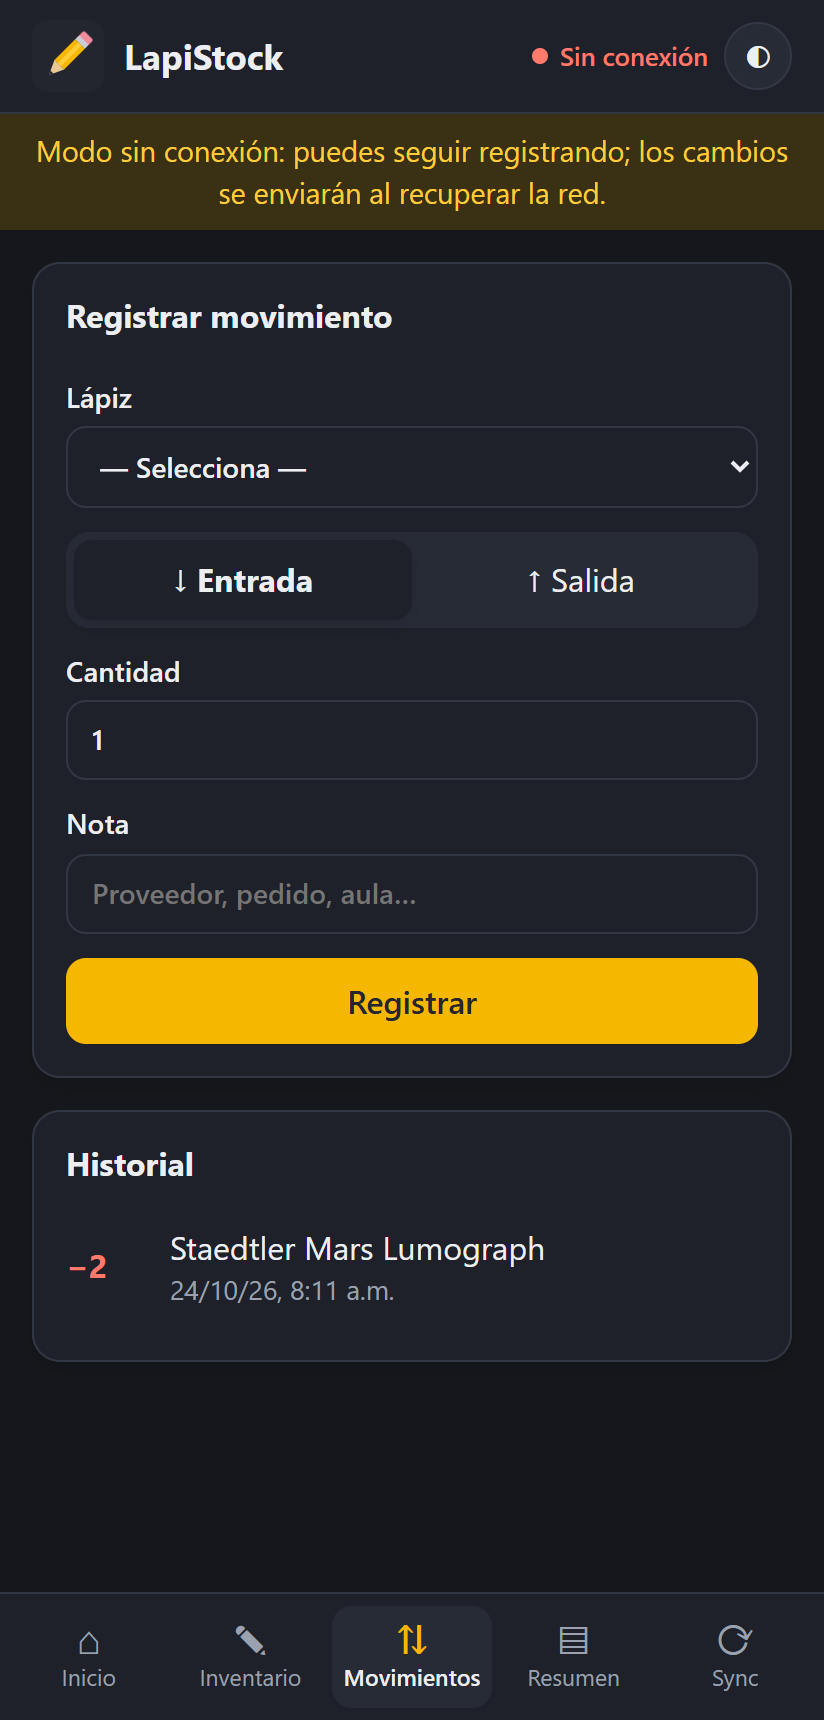 LapiStock
Sin conexión
Modo sin conexión: puedes seguir registrando; los cambios
se enviarán al recuperar la red.
Registrar movimiento
Lápiz
— Selecciona —
↓ Entrada
↑ Salida
Cantidad
1
Nota
Proveedor, pedido, aula...
Registrar
Historial
−2
Staedtler Mars Lumograph
24/10/26, 8:11 a.m.
Inicio
Inventario
Movimientos
Resumen
Sync